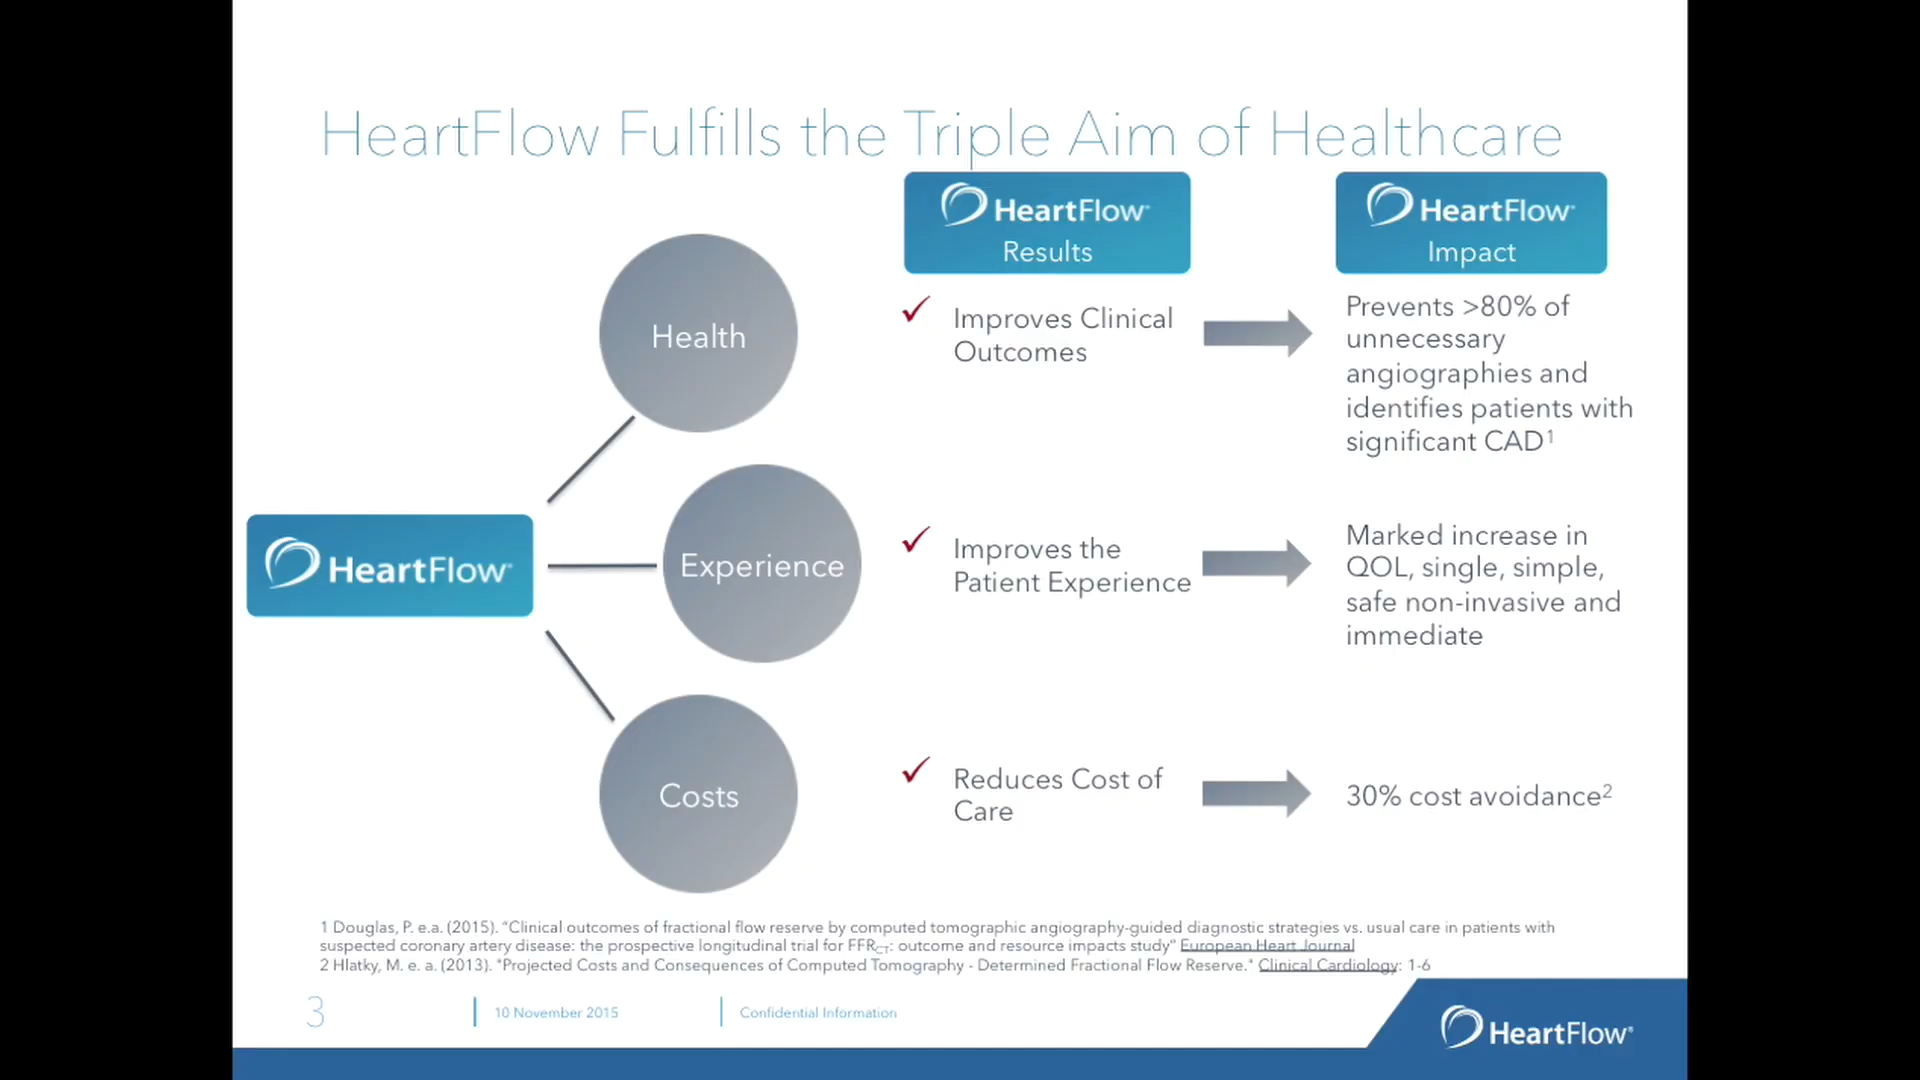 HeartFlow Fulfills the Triple Aim of Healthcare
HeartFlow
Results
HeartFlow
Impact
Health
Improves Clinical
Outcomes
Prevents >80% of
unnecessary
angiographies and
identifies patients with
significant CAD1
HeartFlow
Experience
Improves the
Patient Experience
Marked increase in
QOL, single, simple,
safe non-invasive and
immediate
Costs
Reduces Cost of
Care
30% cost avoidance2
1 Douglas, P. e.a. (2015). "Clinical outcomes of fractional flow reserve by computed tomographic angiography-guided diagnostic strategies vs. usual care in patients with
suspected coronary artery disease: the prospective longitudinal trial for FFRCT: outcome and resource impacts study" European Heart Journal
2 Hlatky, M. e. a. (2013). "Projected Costs and Consequences of Computed Tomography - Determined Fractional Flow Reserve." Clinical Cardiology: 1-6
3
10 November 2015
Confidential Information
HeartFlow